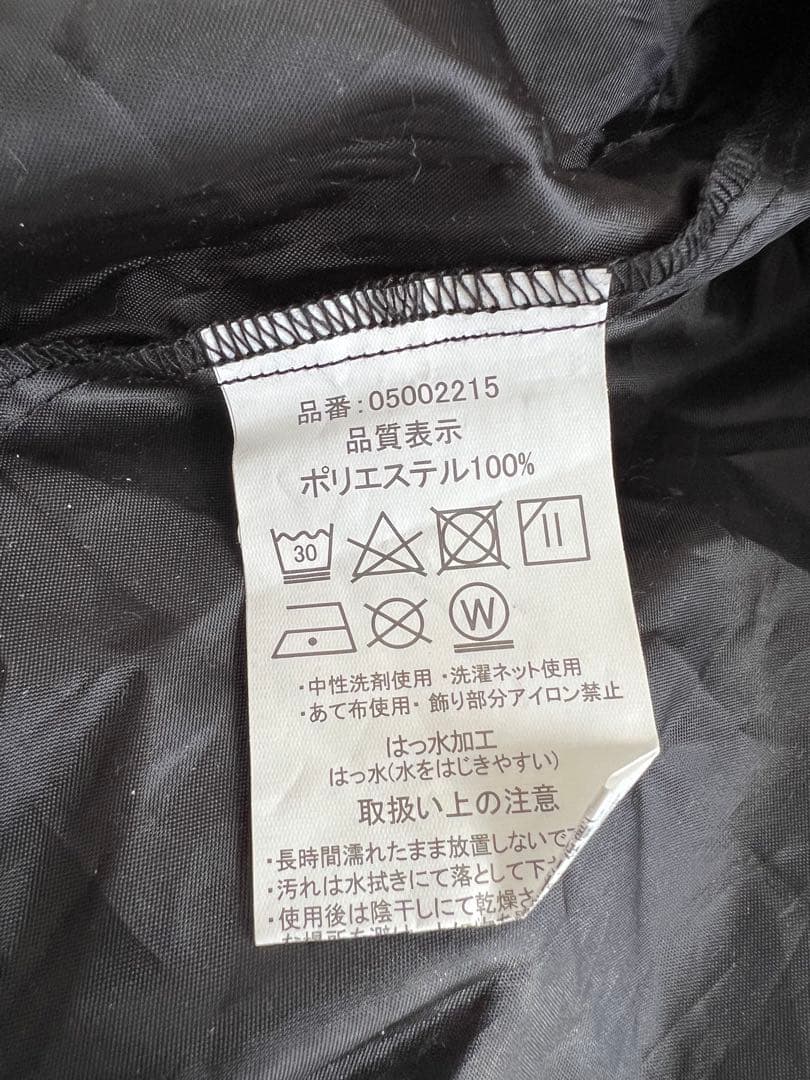 品番:05002215
品質表示
ポリエステル100%
30
W
・中性洗剤使用・洗濯ネット使用
・あて布使用・飾り部分アイロン禁止
はっ水加工
はっ水(水をはじきやすい)
取扱い上の注意
・長時間濡れたまま放置しないで
・汚れは水拭きにて落として下
・使用後は陰干しにて乾燥さ